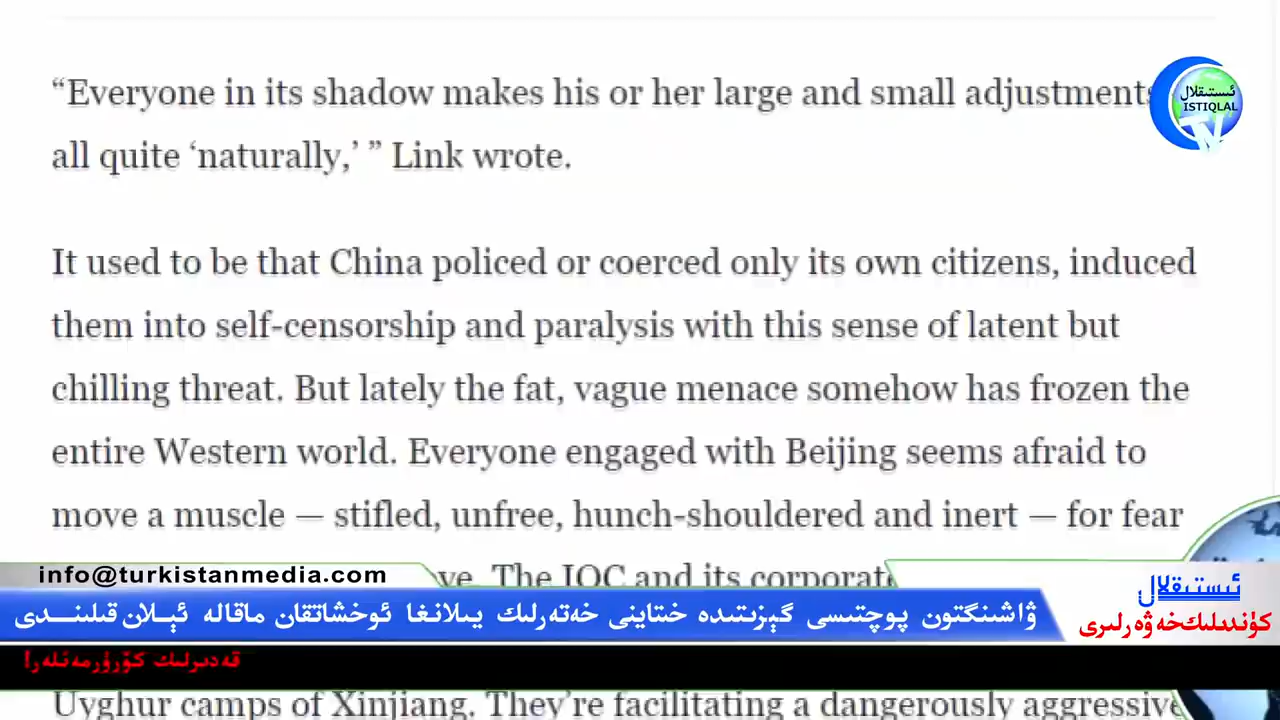 “Everyone in its shadow makes his or her large and small adjustments
all quite ‘naturally,’ ” Link wrote.
ئىستىقلال
ISTIQLAL
TV
It used to be that China policed or coerced only its own citizens, induced
them into self-censorship and paralysis with this sense of latent but
chilling threat. But lately the fat, vague menace somehow has frozen the
entire Western world. Everyone engaged with Beijing seems afraid to
move a muscle — stifled, unfree, hunch-shouldered and inert — for fear
The IOC and its corporate
info@turkistanmedia.com
ئىستىقلال
كۈندىلىك خەۋەرلىرى
ۋاشىنگتون پوچتىسى گېزىتىدە خىتاينى خەتەرلىك يىلانغا ئوخشاتقان ماقالە ئېلان قىلىنىدى
قەدىرلىك كۆرۈرمەنلەر!
Uyghur camps of Xinjiang. They’re facilitating a dangerously aggressive